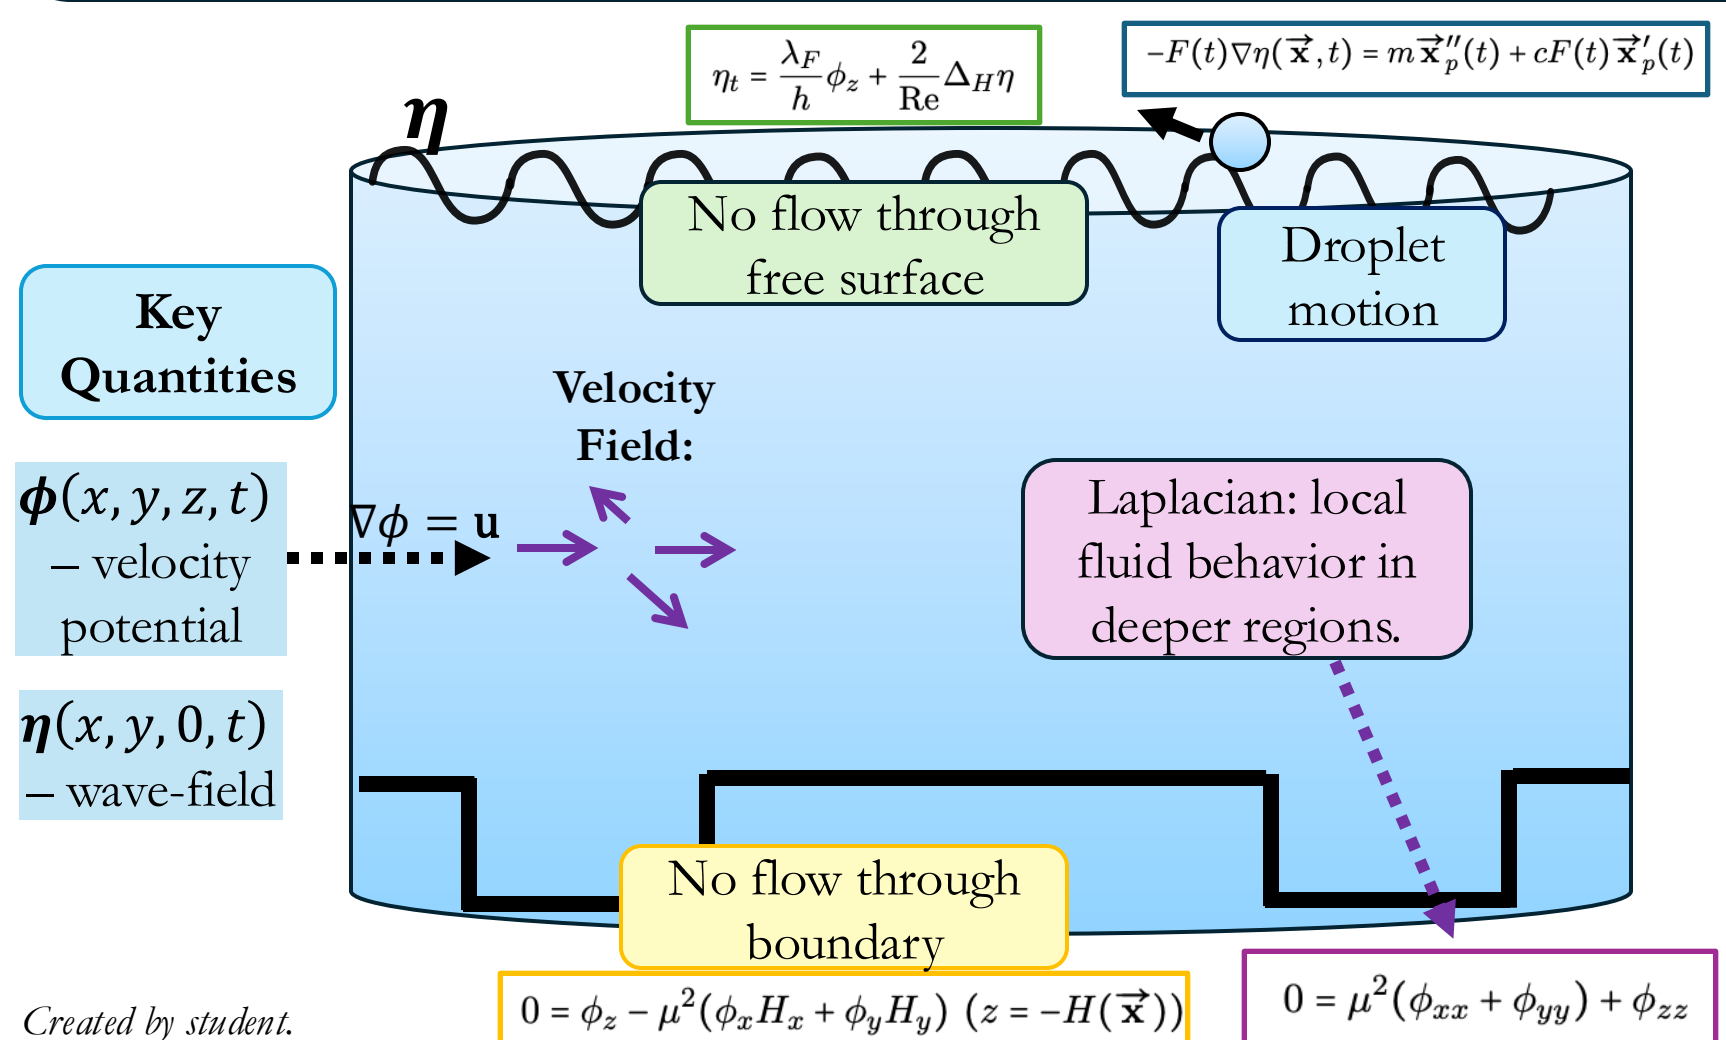 η_t = λ_F/h ϕ_z + 2/Re Δ_H η
−F(t)∇η(x⃗, t) = m x⃗_p''(t) + cF(t) x⃗_p'(t)
η
No flow through
free surface
Droplet
motion
Key
Quantities
Velocity
Field:
ϕ(x, y, z, t)
– velocity
potential
∇ϕ = u
Laplacian: local
fluid behavior in
deeper regions.
η(x, y, 0, t)
– wave-field
No flow through
boundary
0 = ϕ_z − μ²(ϕ_x H_x + ϕ_y H_y) (z = −H(x⃗))
0 = μ²(ϕ_xx + ϕ_yy) + ϕ_zz
Created by student.